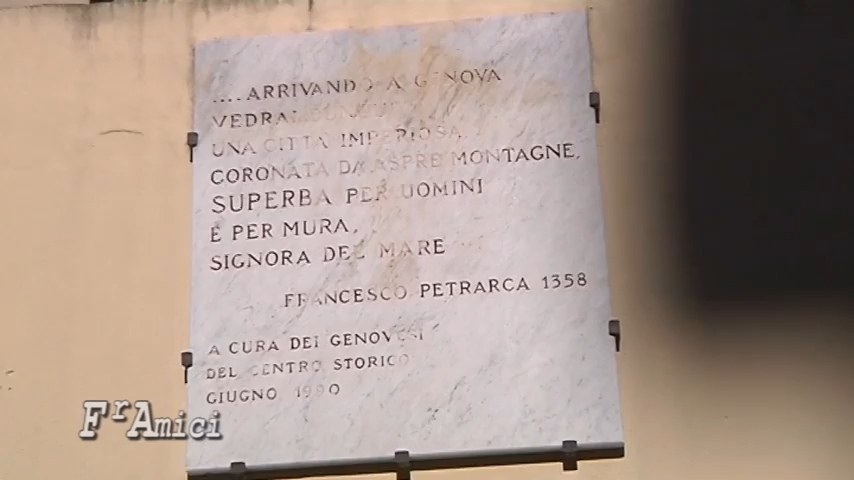 ....ARRIVANDO A GENOVA
UNA CITTÀ IMPERIOSA
CORONATA DA ASPRE MONTAGNE,
SUPERBA PER UOMINI
E PER MURA,
SIGNORA DEL MARE
FRANCESCO PETRARCA 1358
A CURA DEI GENOVESI
DEL CENTRO STORICO
GIUGNO 1990
FrAmici